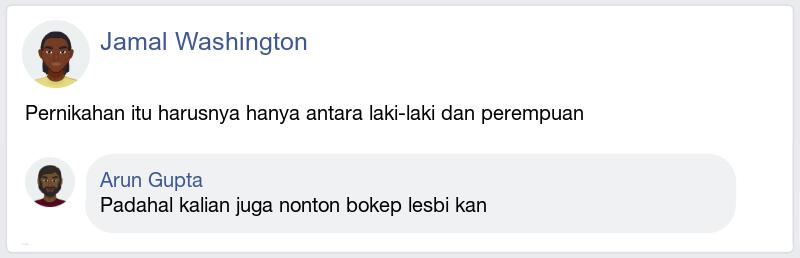 Jamal Washington
Pernikahan itu harusnya hanya antara laki-laki dan perempuan
Arun Gupta
Padahal kalian juga nonton bokep lesbi kan